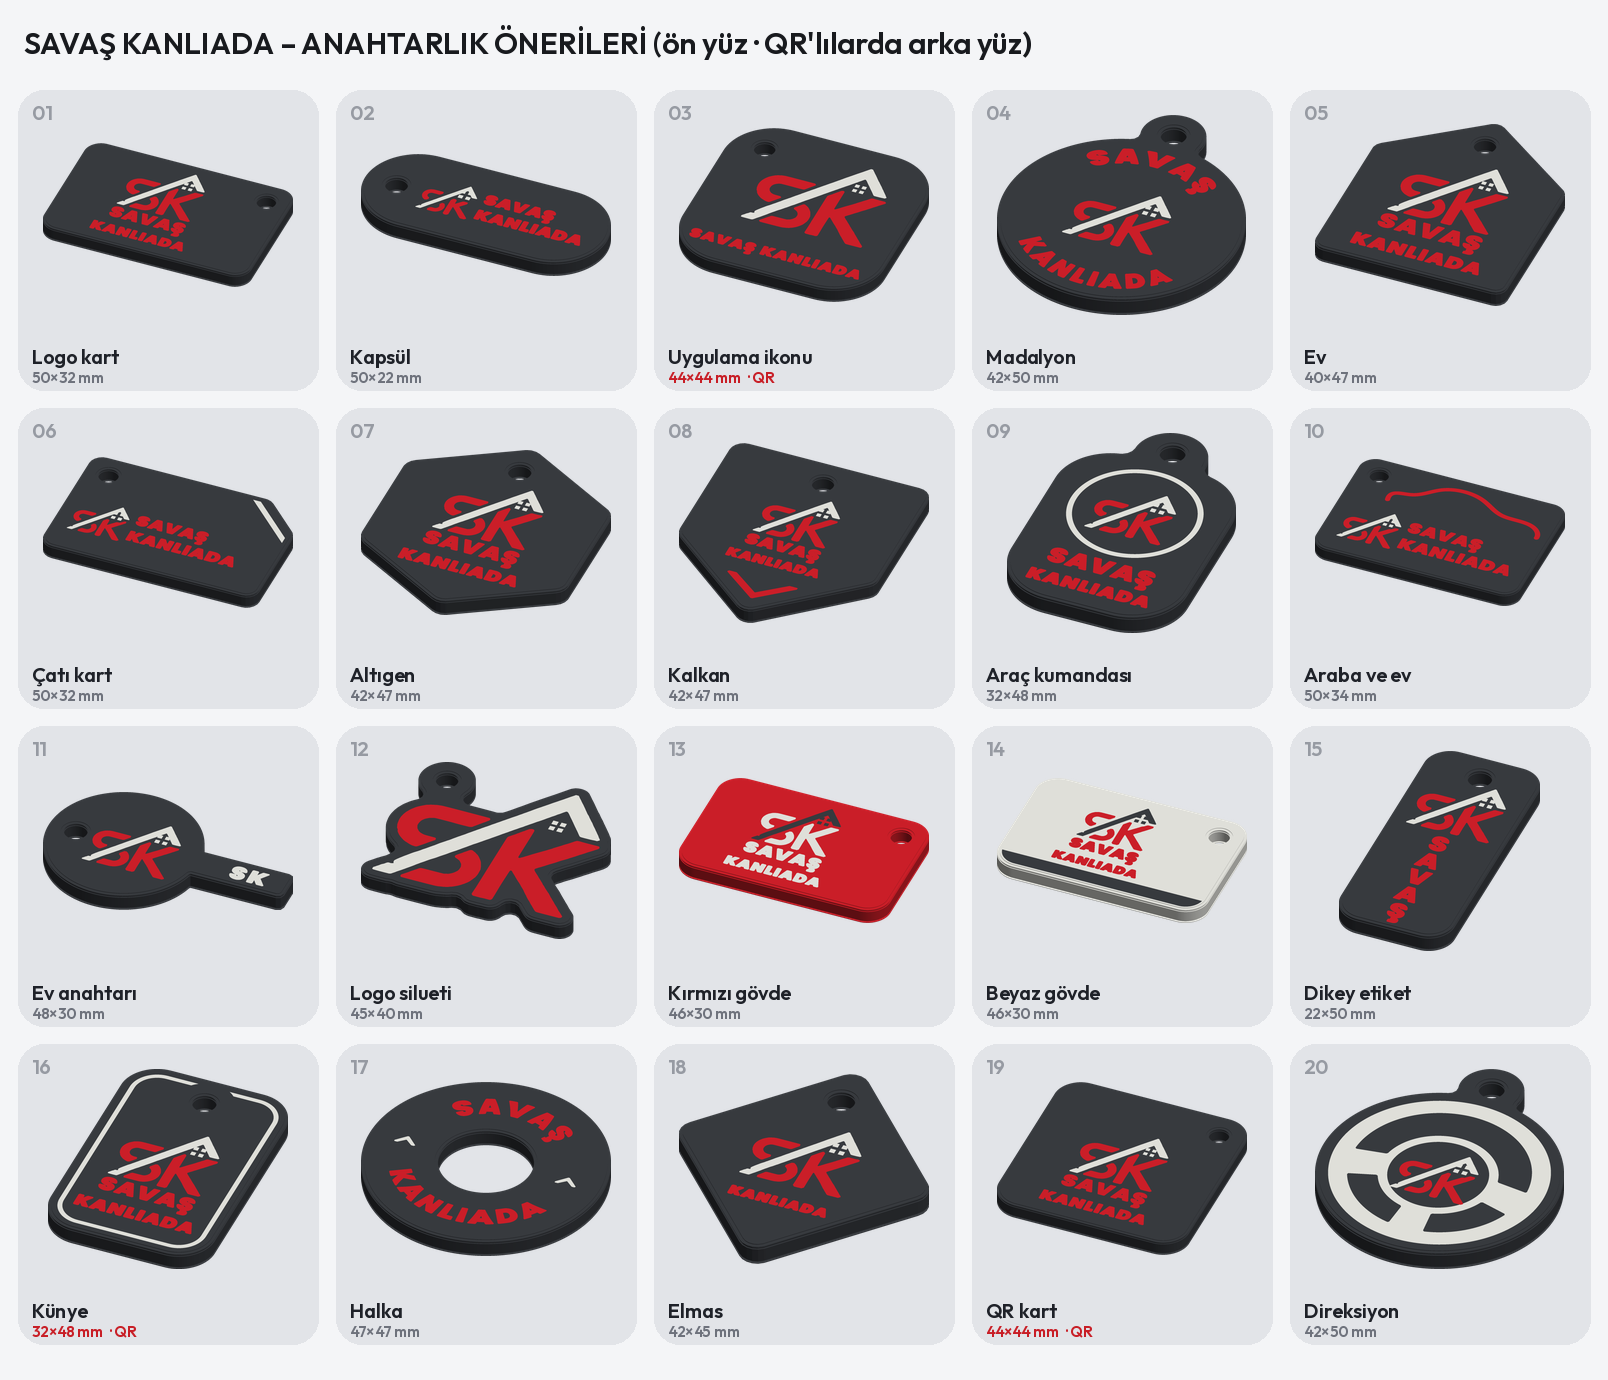 SAVAŞ KANLIADA – ANAHTARLIK ÖNERİLERİ (ön yüz · QR'lılarda arka yüz)
01
SK
SAVAŞ
KANLIADA
Logo kart
50×32 mm
02
SK
SAVAŞ
KANLIADA
Kapsül
50×22 mm
03
SK
SAVAŞ KANLIADA
Uygulama ikonu
44×44 mm · QR
04
SAVAŞ
SK
KANLIADA
Madalyon
42×50 mm
05
SK
SAVAŞ
KANLIADA
Ev
40×47 mm
06
SK
SAVAŞ
KANLIADA
Çatı kart
50×32 mm
07
SK
SAVAŞ
KANLIADA
Altıgen
42×47 mm
08
SK
SAVAŞ
KANLIADA
Kalkan
42×47 mm
09
SK
SAVAŞ
KANLIADA
Araç kumandası
32×48 mm
10
SK
SAVAŞ
KANLIADA
Araba ve ev
50×34 mm
11
SK
SK
Ev anahtarı
48×30 mm
12
SK
Logo silueti
45×40 mm
13
SK
SAVAŞ
KANLIADA
Kırmızı gövde
46×30 mm
14
SK
SAVAŞ
KANLIADA
Beyaz gövde
46×30 mm
15
SK
SAVAŞ
Dikey etiket
22×50 mm
16
SK
SAVAŞ
KANLIADA
Künye
32×48 mm · QR
17
SAVAŞ
KANLIADA
Halka
47×47 mm
18
SK
KANLIADA
Elmas
42×45 mm
19
SK
SAVAŞ
KANLIADA
QR kart
44×44 mm · QR
20
SK
Direksiyon
42×50 mm